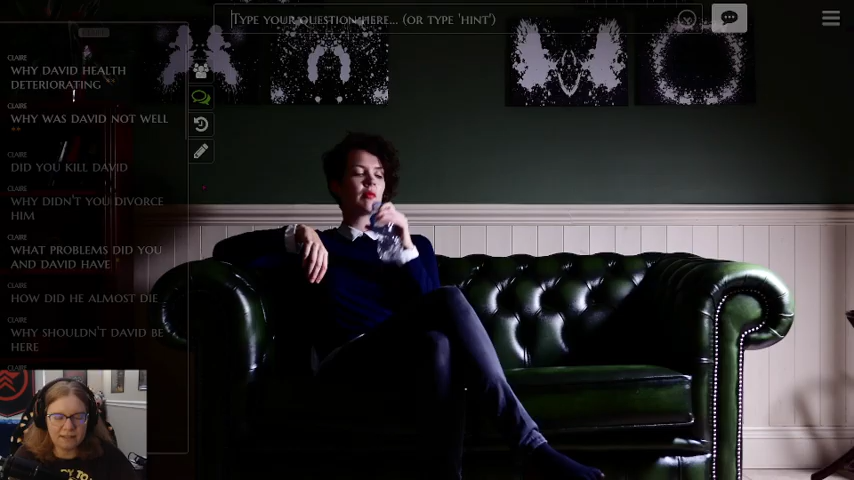 Type your question here... (or type 'hint')
CLAIRE
WHY DAVID HEALTH
DETERIORATING **
CLAIRE
WHY WAS DAVID NOT WELL
**
CLAIRE
DID YOU KILL DAVID
CLAIRE
WHY DIDN'T YOU DIVORCE
HIM
CLAIRE
WHAT PROBLEMS DID YOU
AND DAVID HAVE
CLAIRE
HOW DID HE ALMOST DIE
CLAIRE
WHY SHOULDN'T DAVID BE
HERE
CLAIRE